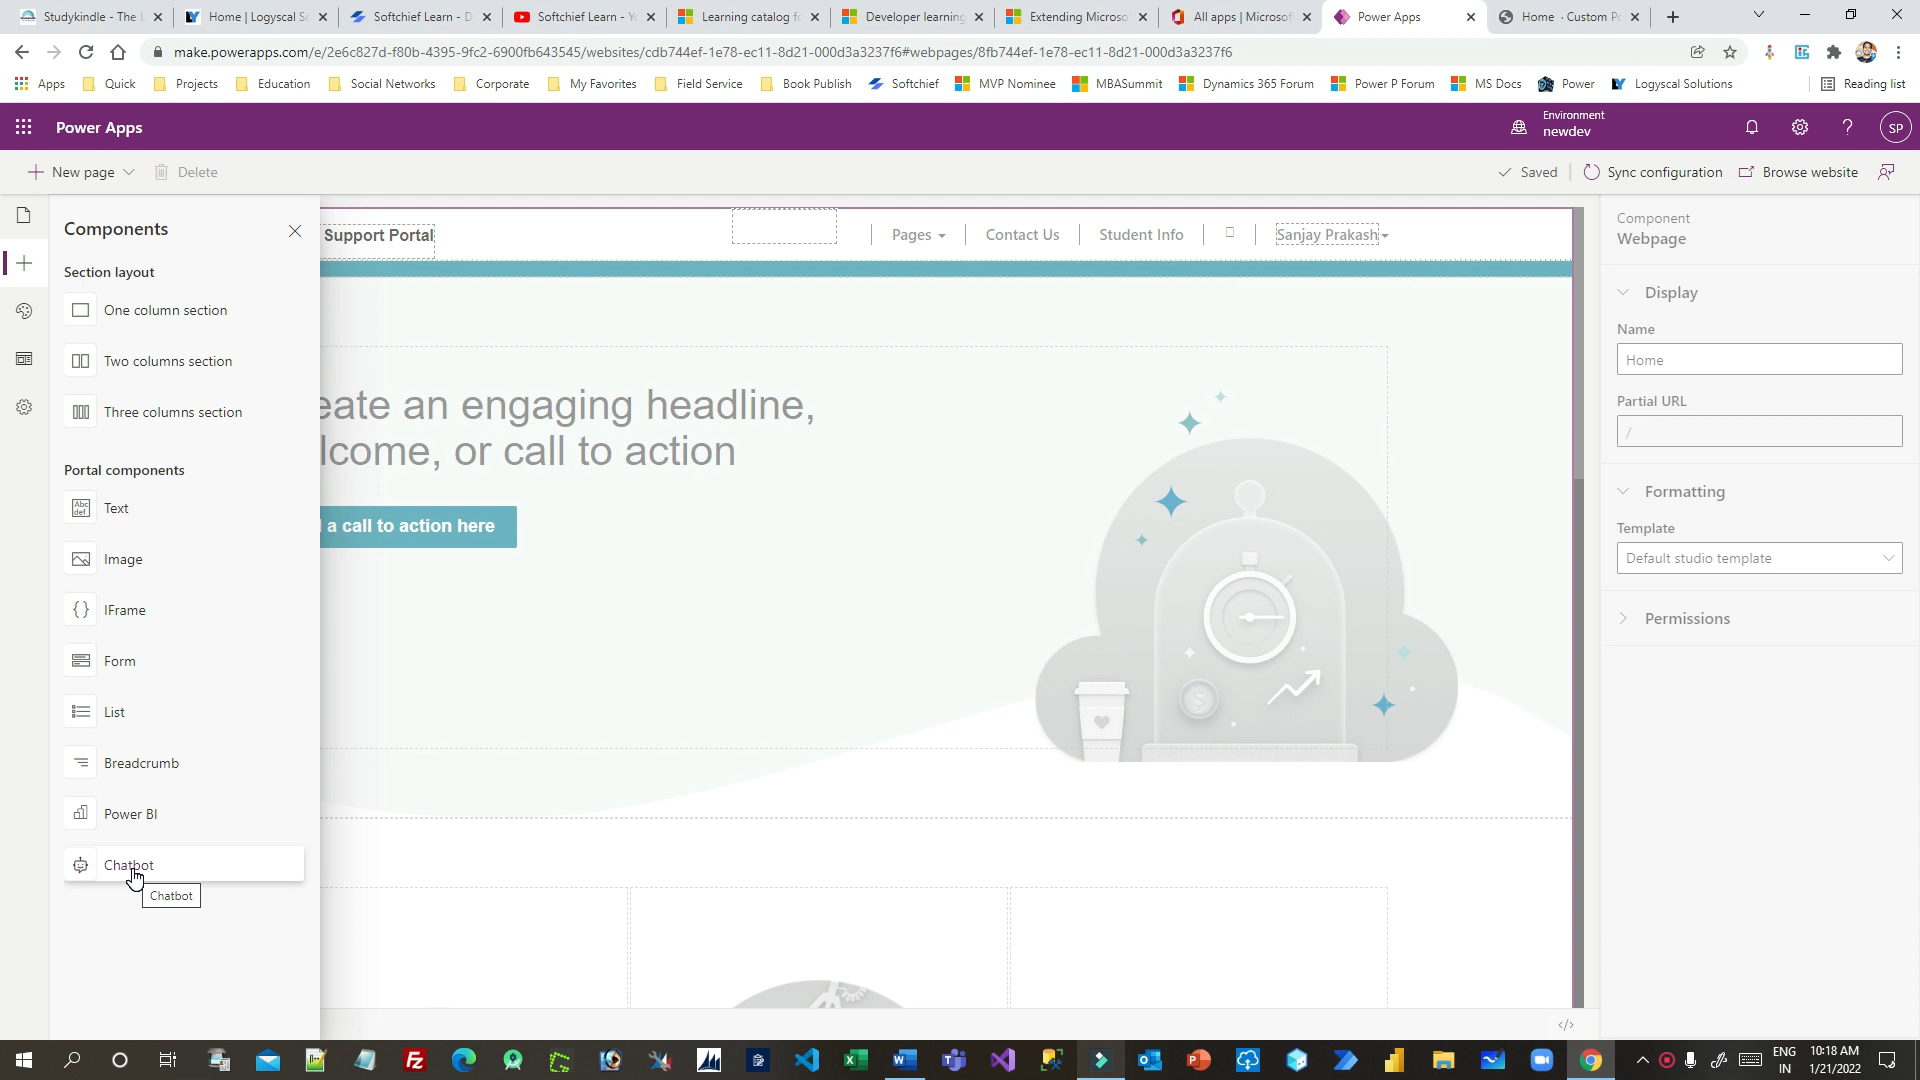 Studykindle - The L
Home | Logyscal So
Softchief Learn - D
Softchief Learn - Yo
Learning catalog fo
Developer learning
Extending Microso
All apps | Microsof
Power Apps
Home · Custom Po
make.powerapps.com/e/2e6c827d-f80b-4395-9fc2-6900fb643545/websites/cdb744ef-1e78-ec11-8d21-000d3a3237f6#webpages/8fb744ef-1e78-ec11-8d21-000d3a3237f6
Apps Quick Projects Education Social Networks Corporate My Favorites Field Service Book Publish Softchief MVP Nominee MBASummit Dynamics 365 Forum Power P Forum MS Docs Power Logyscal Solutions Reading list
Power Apps
Environment
newdev
SP
New page Delete
Saved Sync configuration Browse website
Components
Section layout
One column section
Two columns section
Three columns section
Portal components
Abc
def
Text
Image
IFrame
Form
List
Breadcrumb
Power BI
Chatbot
Chatbot
Support Portal
Pages Contact Us Student Info Sanjay Prakash
eate an engaging headline,
lcome, or call to action
a call to action here
Component
Webpage
Display
Name
Home
Partial URL
/
Formatting
Template
Default studio template
Permissions
</>
ENG
IN
10:18 AM
1/21/2022